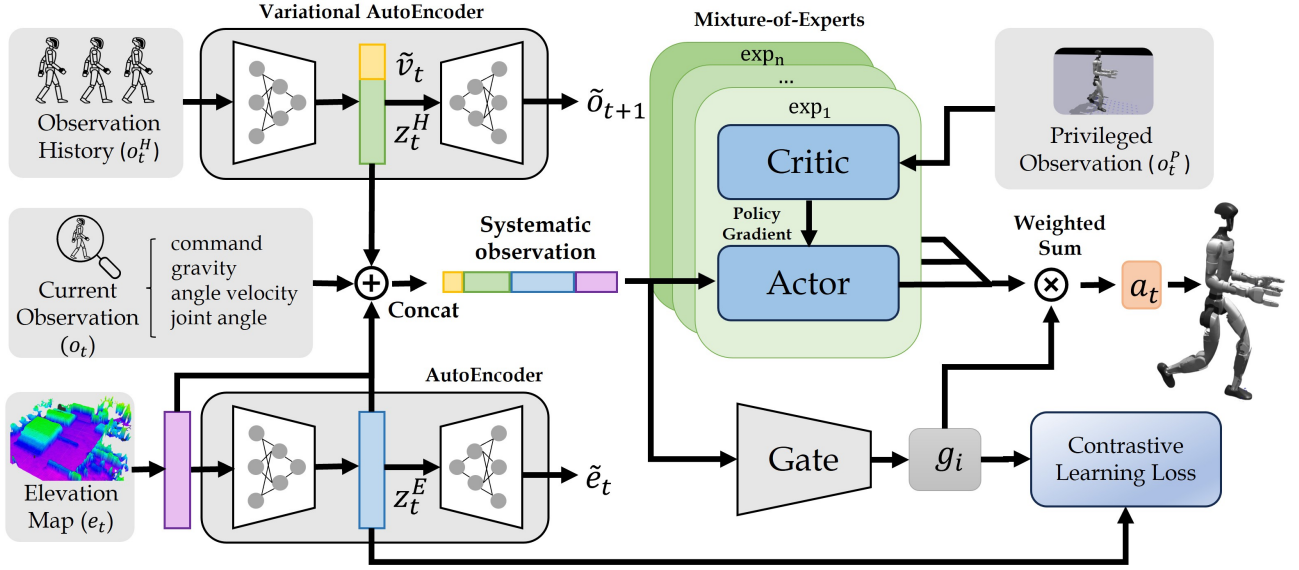 Variational AutoEncoder
Observation
History (o_t^H)
ṽ_t
z_t^H
õ_{t+1}
Mixture-of-Experts
exp_n
...
exp_1
Critic
Policy
Gradient
Actor
Privileged
Observation (o_t^P)
Current
Observation
(o_t)
command
gravity
angle velocity
joint angle
+
Concat
Systematic
observation
Weighted
Sum
×
a_t
AutoEncoder
Elevation
Map (e_t)
z_t^E
ẽ_t
Gate
g_i
Contrastive
Learning Loss